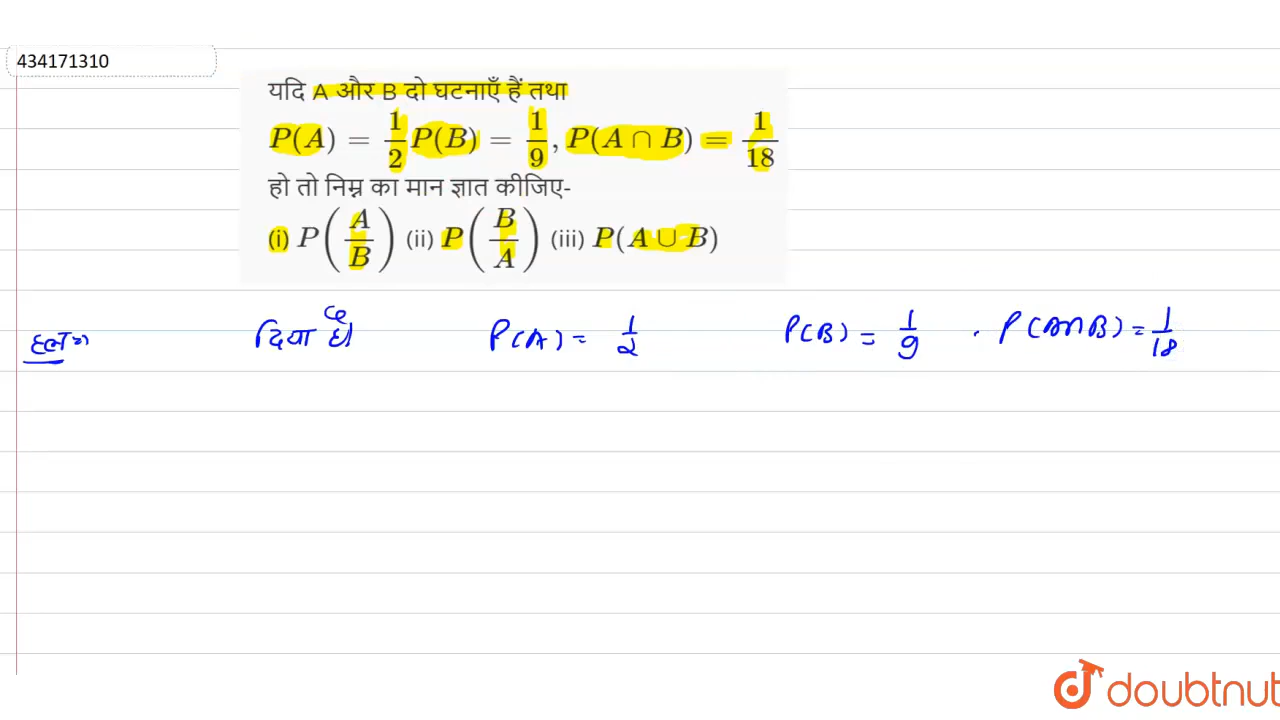 434171310
यदि A और B दो घटनाएँ हैं तथा
P(A) = 1/2 P(B) = 1/9, P(A ∩ B) = 1/18
हो तो निम्न का मान ज्ञात कीजिए-
(i) P(A/B) (ii) P(B/A) (iii) P(A ∪ B)
हल⇒ दिया है। P(A) = 1/2 P(B) = 1/9 . P(A∩B) = 1/18
doubtnut